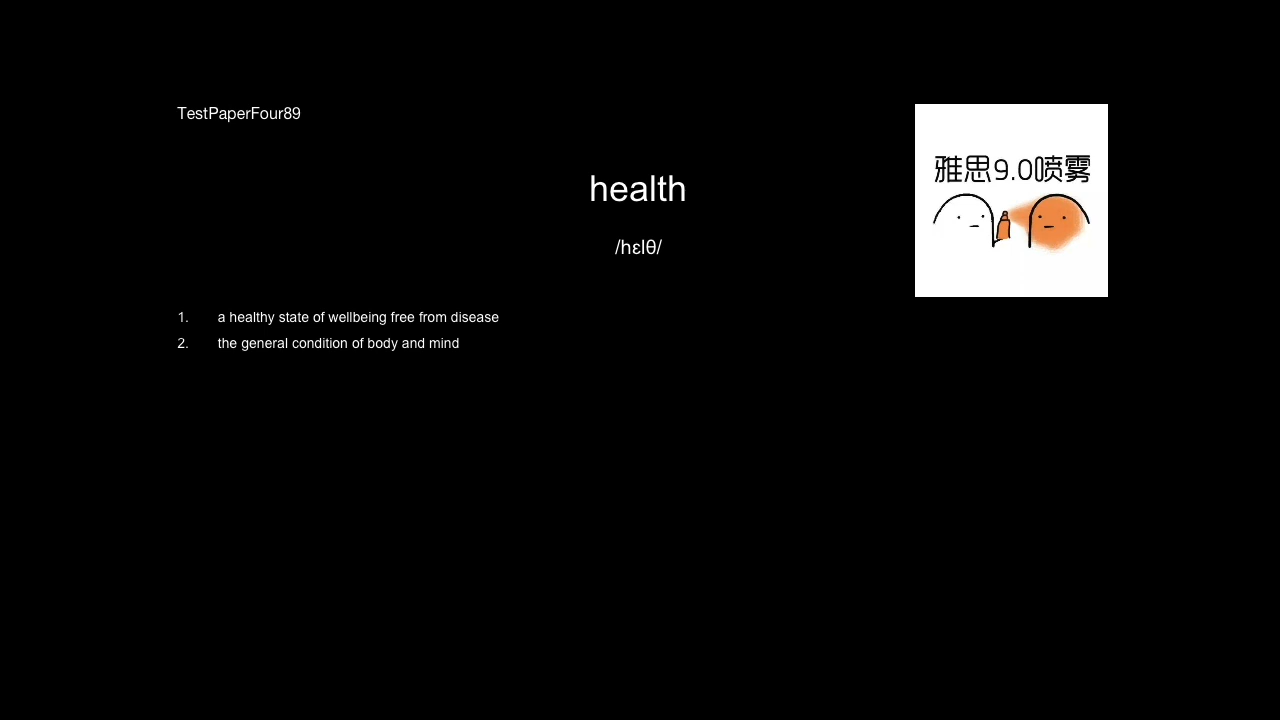 TestPaperFour89
雅思9.0喷雾
health
/hɛlθ/
1. a healthy state of wellbeing free from disease
2. the general condition of body and mind